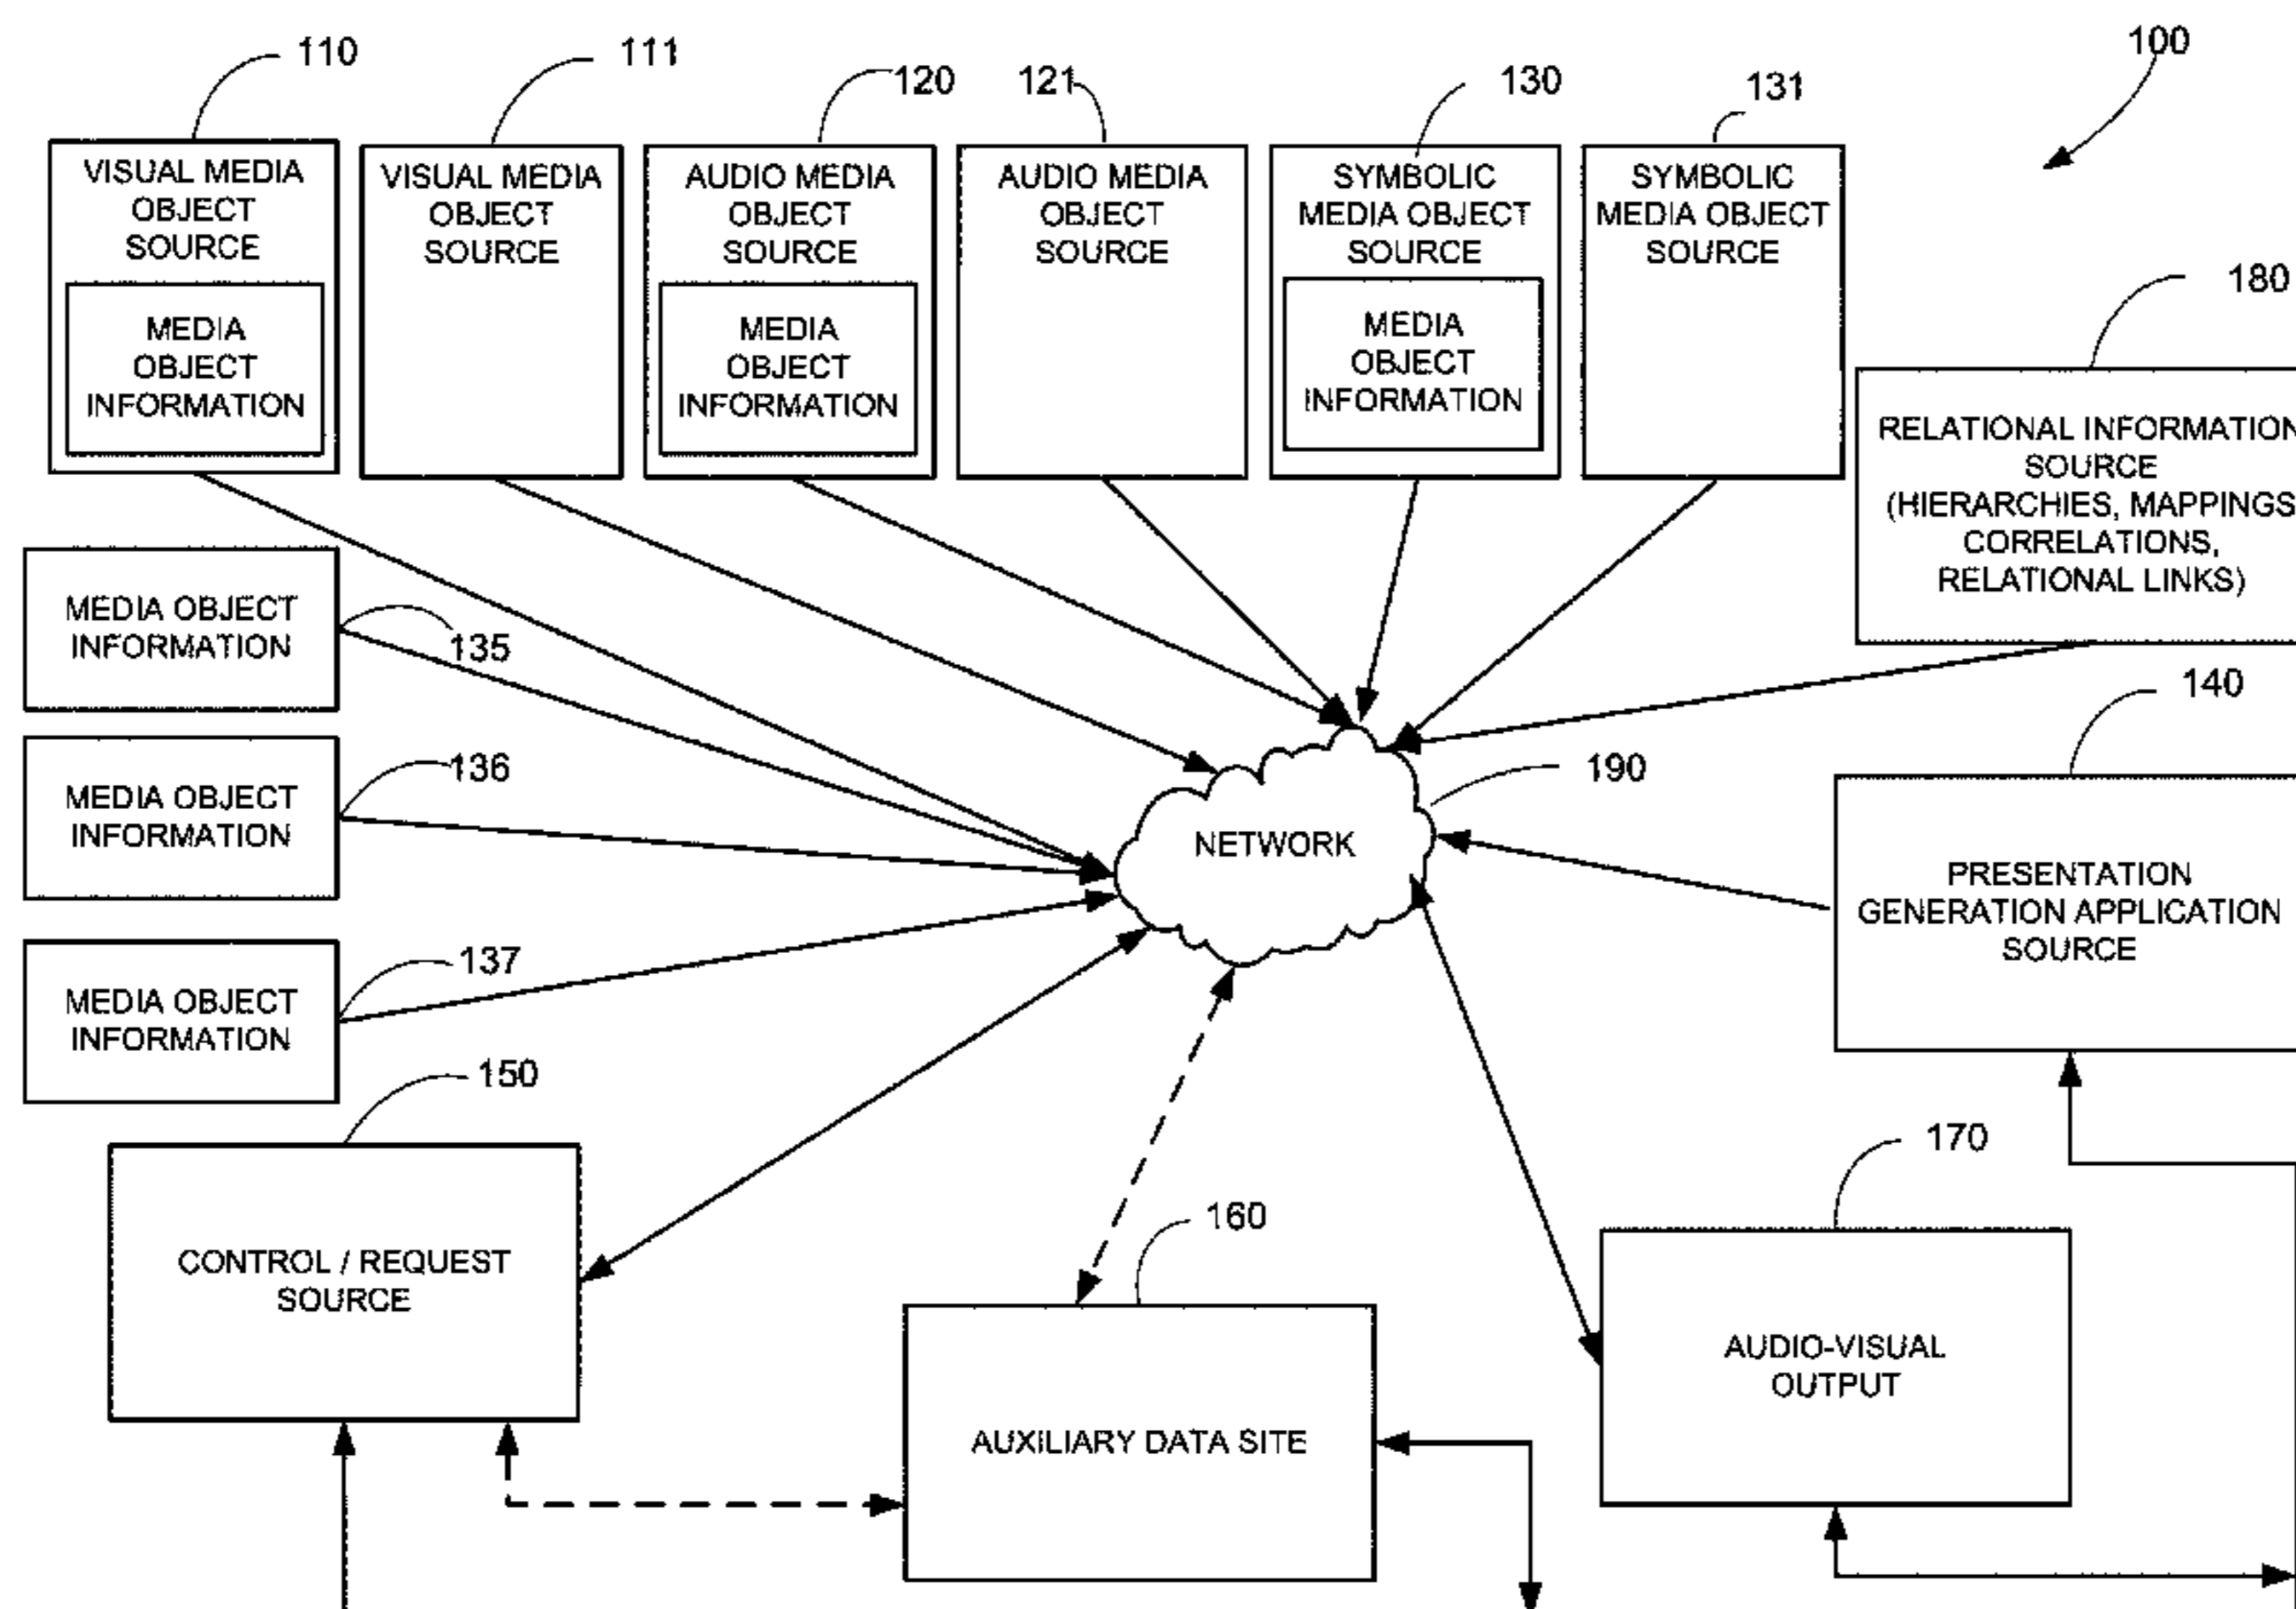 110
111
120
121
130
131
100
VISUAL MEDIA
OBJECT
SOURCE
MEDIA
OBJECT
INFORMATION
VISUAL MEDIA
OBJECT
SOURCE
AUDIO MEDIA
OBJECT
SOURCE
MEDIA
OBJECT
INFORMATION
AUDIO MEDIA
OBJECT
SOURCE
SYMBOLIC
MEDIA OBJECT
SOURCE
MEDIA
OBJECT
INFORMATION
SYMBOLIC
MEDIA OBJECT
SOURCE
180
RELATIONAL INFORMATION
SOURCE
(HIERARCHIES, MAPPINGS
CORRELATIONS,
RELATIONAL LINKS)
MEDIA OBJECT
INFORMATION
135
140
MEDIA OBJECT
INFORMATION
136
190
NETWORK
PRESENTATION
GENERATION APPLICATION
SOURCE
MEDIA OBJECT
INFORMATION
137
150
CONTROL / REQUEST
SOURCE
160
AUXILIARY DATA SITE
170
AUDIO-VISUAL
OUTPUT